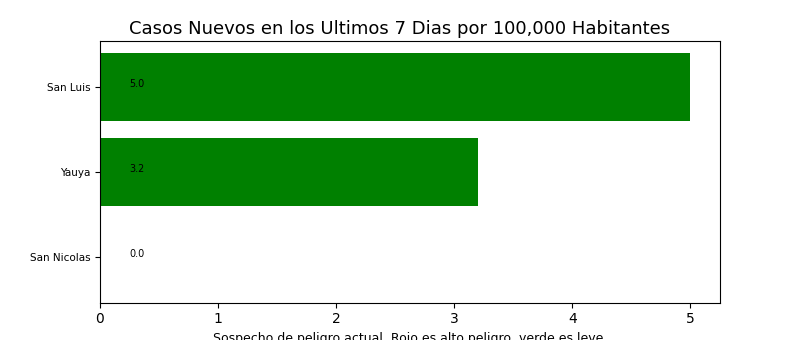 Casos Nuevos en los Ultimos 7 Dias por 100,000 Habitantes
San Luis
5.0
Yauya
3.2
San Nicolas
0.0
0 1 2 3 4 5
Sospecho de peligro actual. Rojo es alto peligro, verde es leve